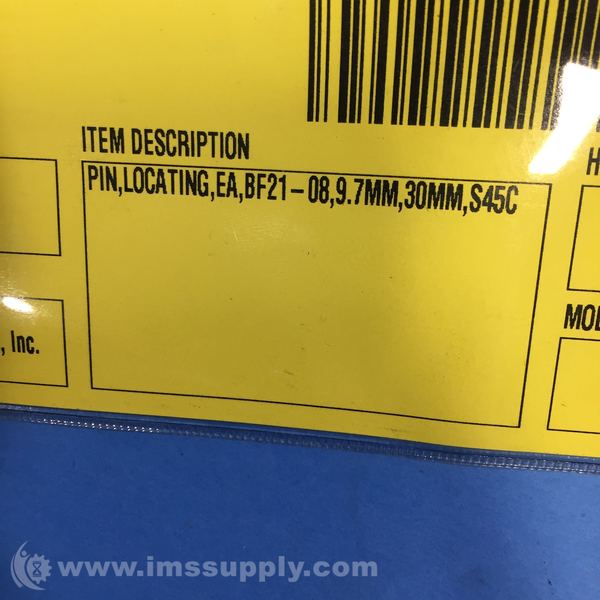 ITEM DESCRIPTION
PIN,LOCATING,EA,BF21-08,9.7MM,30MM,S45C
, Inc.
www.imssupply.com